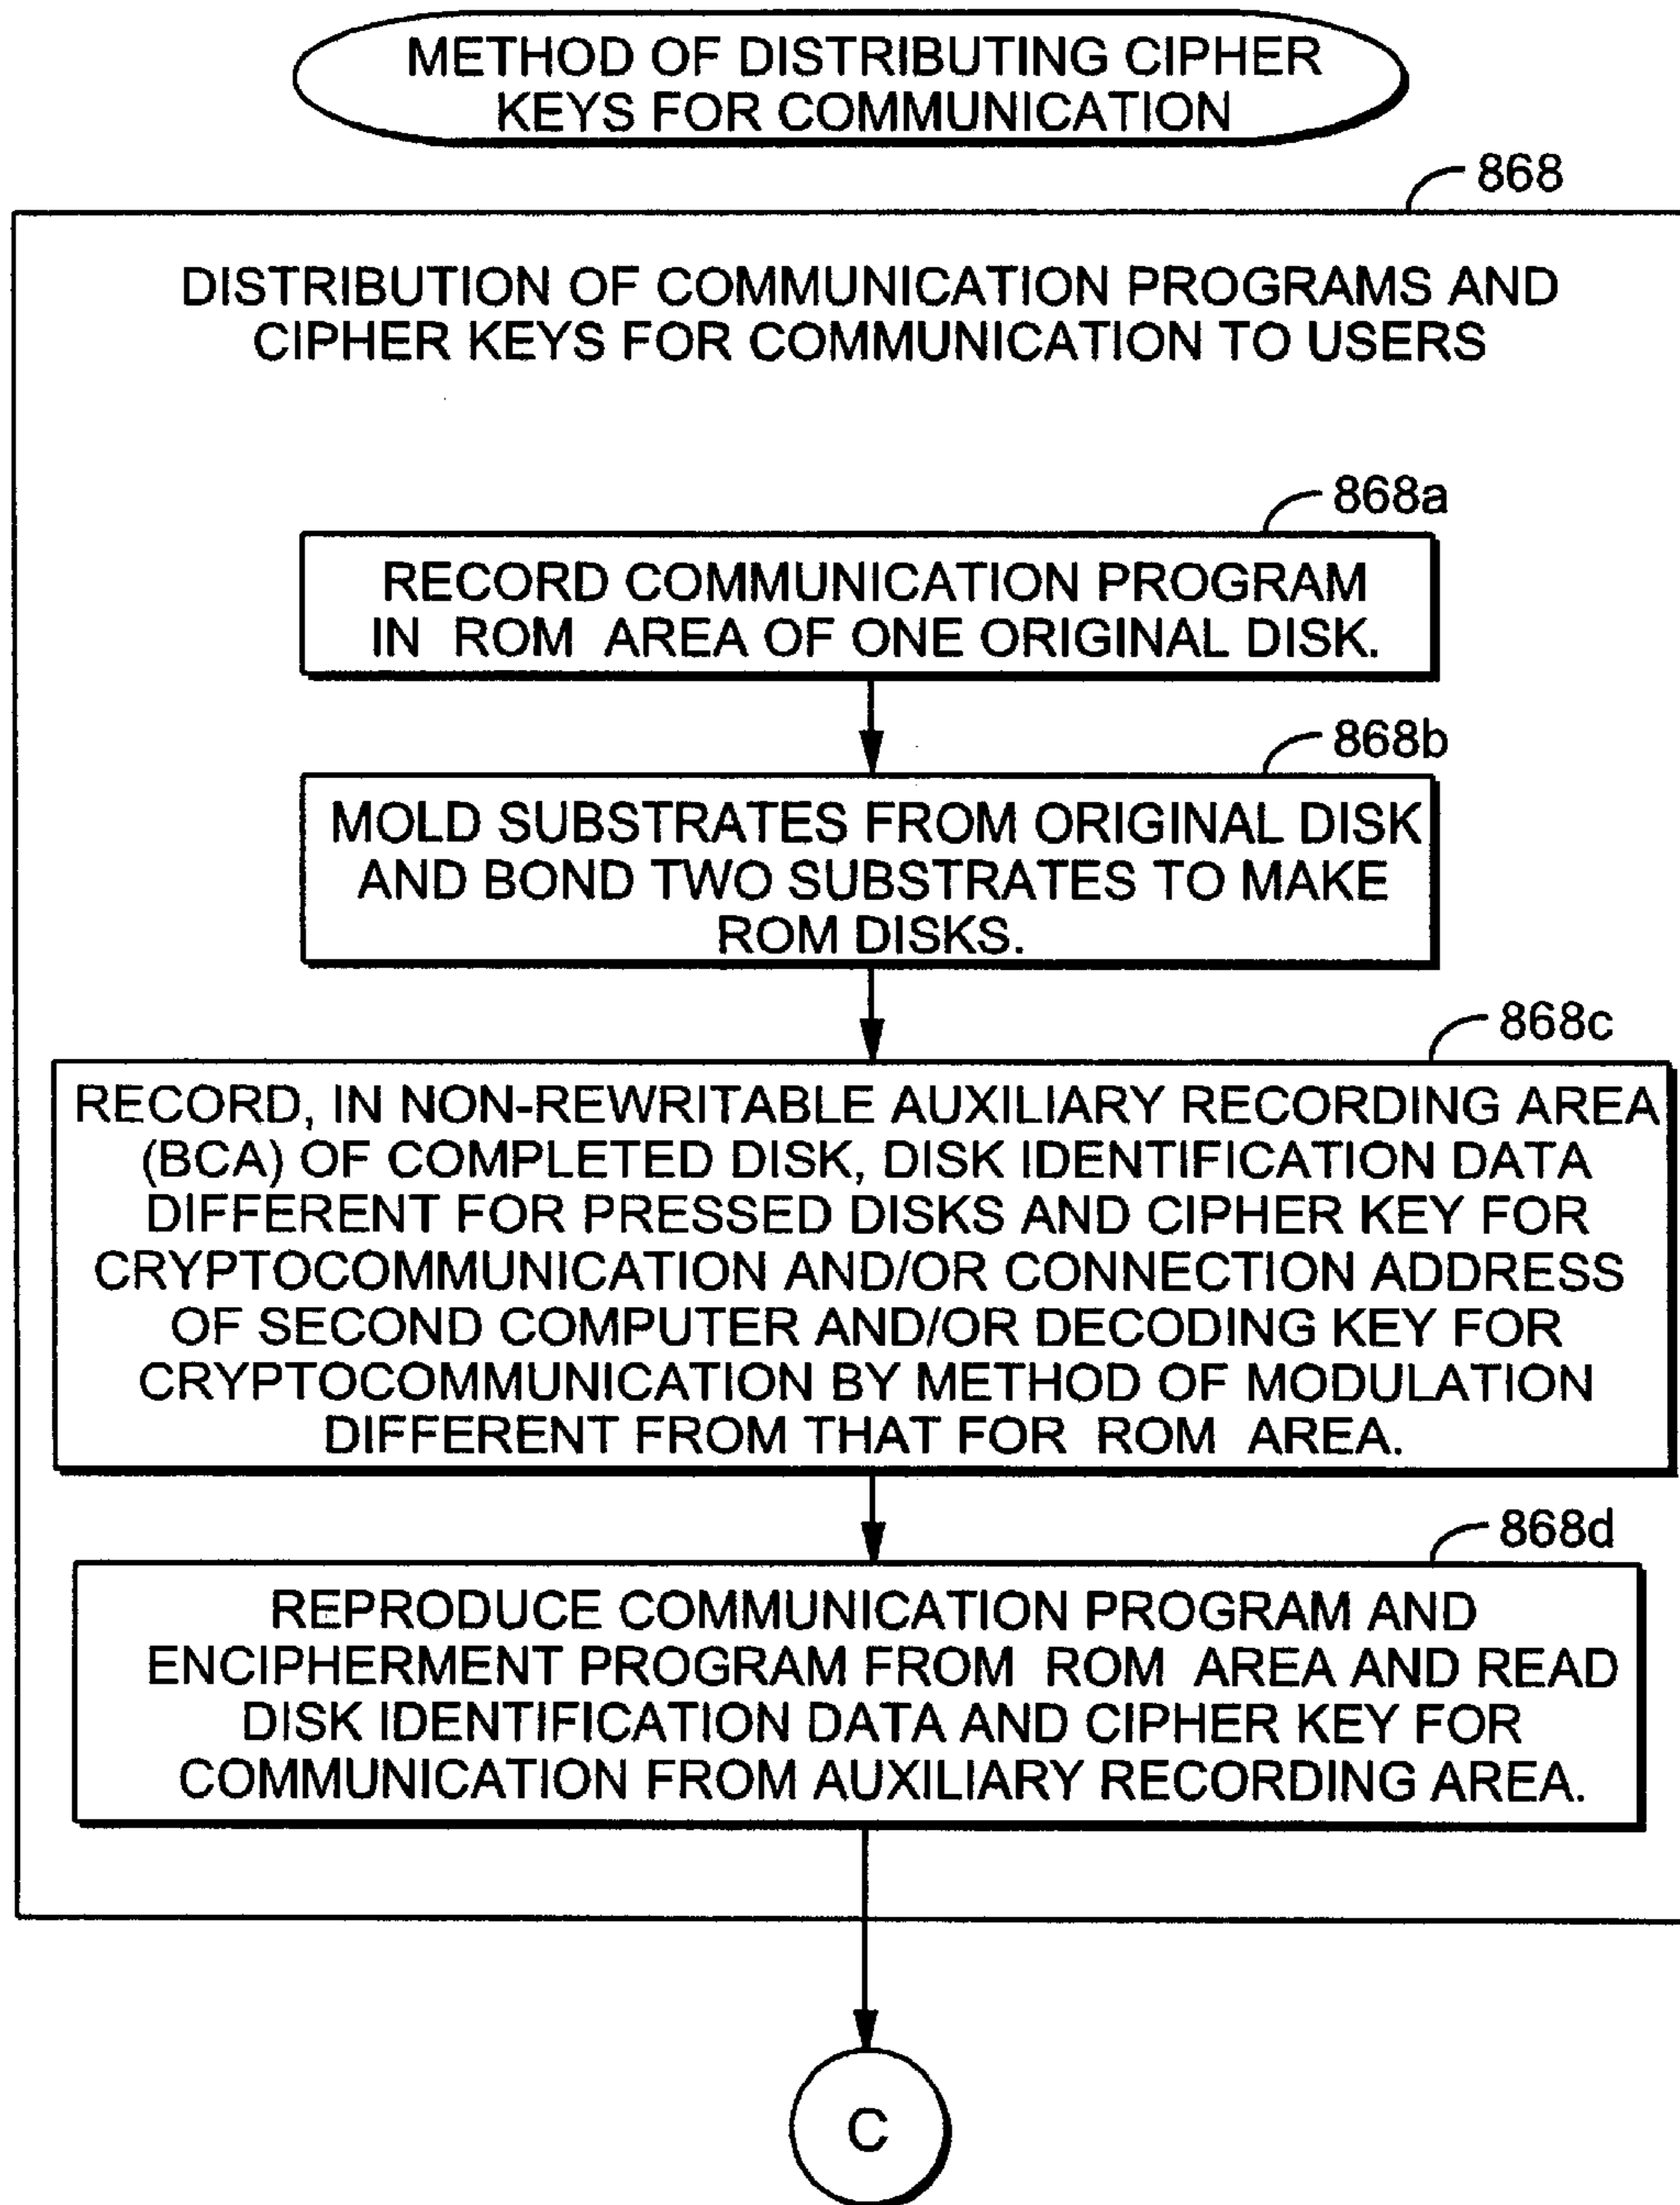 METHOD OF DISTRIBUTING CIPHER
KEYS FOR COMMUNICATION
868
DISTRIBUTION OF COMMUNICATION PROGRAMS AND
CIPHER KEYS FOR COMMUNICATION TO USERS
868a
RECORD COMMUNICATION PROGRAM
IN ROM AREA OF ONE ORIGINAL DISK.
868b
MOLD SUBSTRATES FROM ORIGINAL DISK
AND BOND TWO SUBSTRATES TO MAKE
ROM DISKS.
868c
RECORD, IN NON-REWRITABLE AUXILIARY RECORDING AREA
(BCA) OF COMPLETED DISK, DISK IDENTIFICATION DATA
DIFFERENT FOR PRESSED DISKS AND CIPHER KEY FOR
CRYPTOCOMMUNICATION AND/OR CONNECTION ADDRESS
OF SECOND COMPUTER AND/OR DECODING KEY FOR
CRYPTOCOMMUNICATION BY METHOD OF MODULATION
DIFFERENT FROM THAT FOR ROM AREA.
868d
REPRODUCE COMMUNICATION PROGRAM AND
ENCIPHERMENT PROGRAM FROM ROM AREA AND READ
DISK IDENTIFICATION DATA AND CIPHER KEY FOR
COMMUNICATION FROM AUXILIARY RECORDING AREA.
C